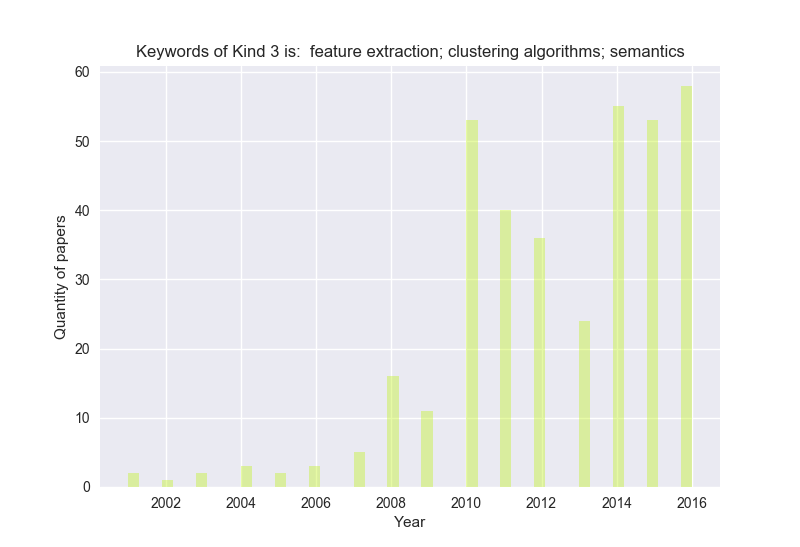 Keywords of Kind 3 is:  feature extraction; clustering algorithms; semantics
60
50
40
30
20
10
0
Quantity of papers
2002 2004 2006 2008 2010 2012 2014 2016
Year